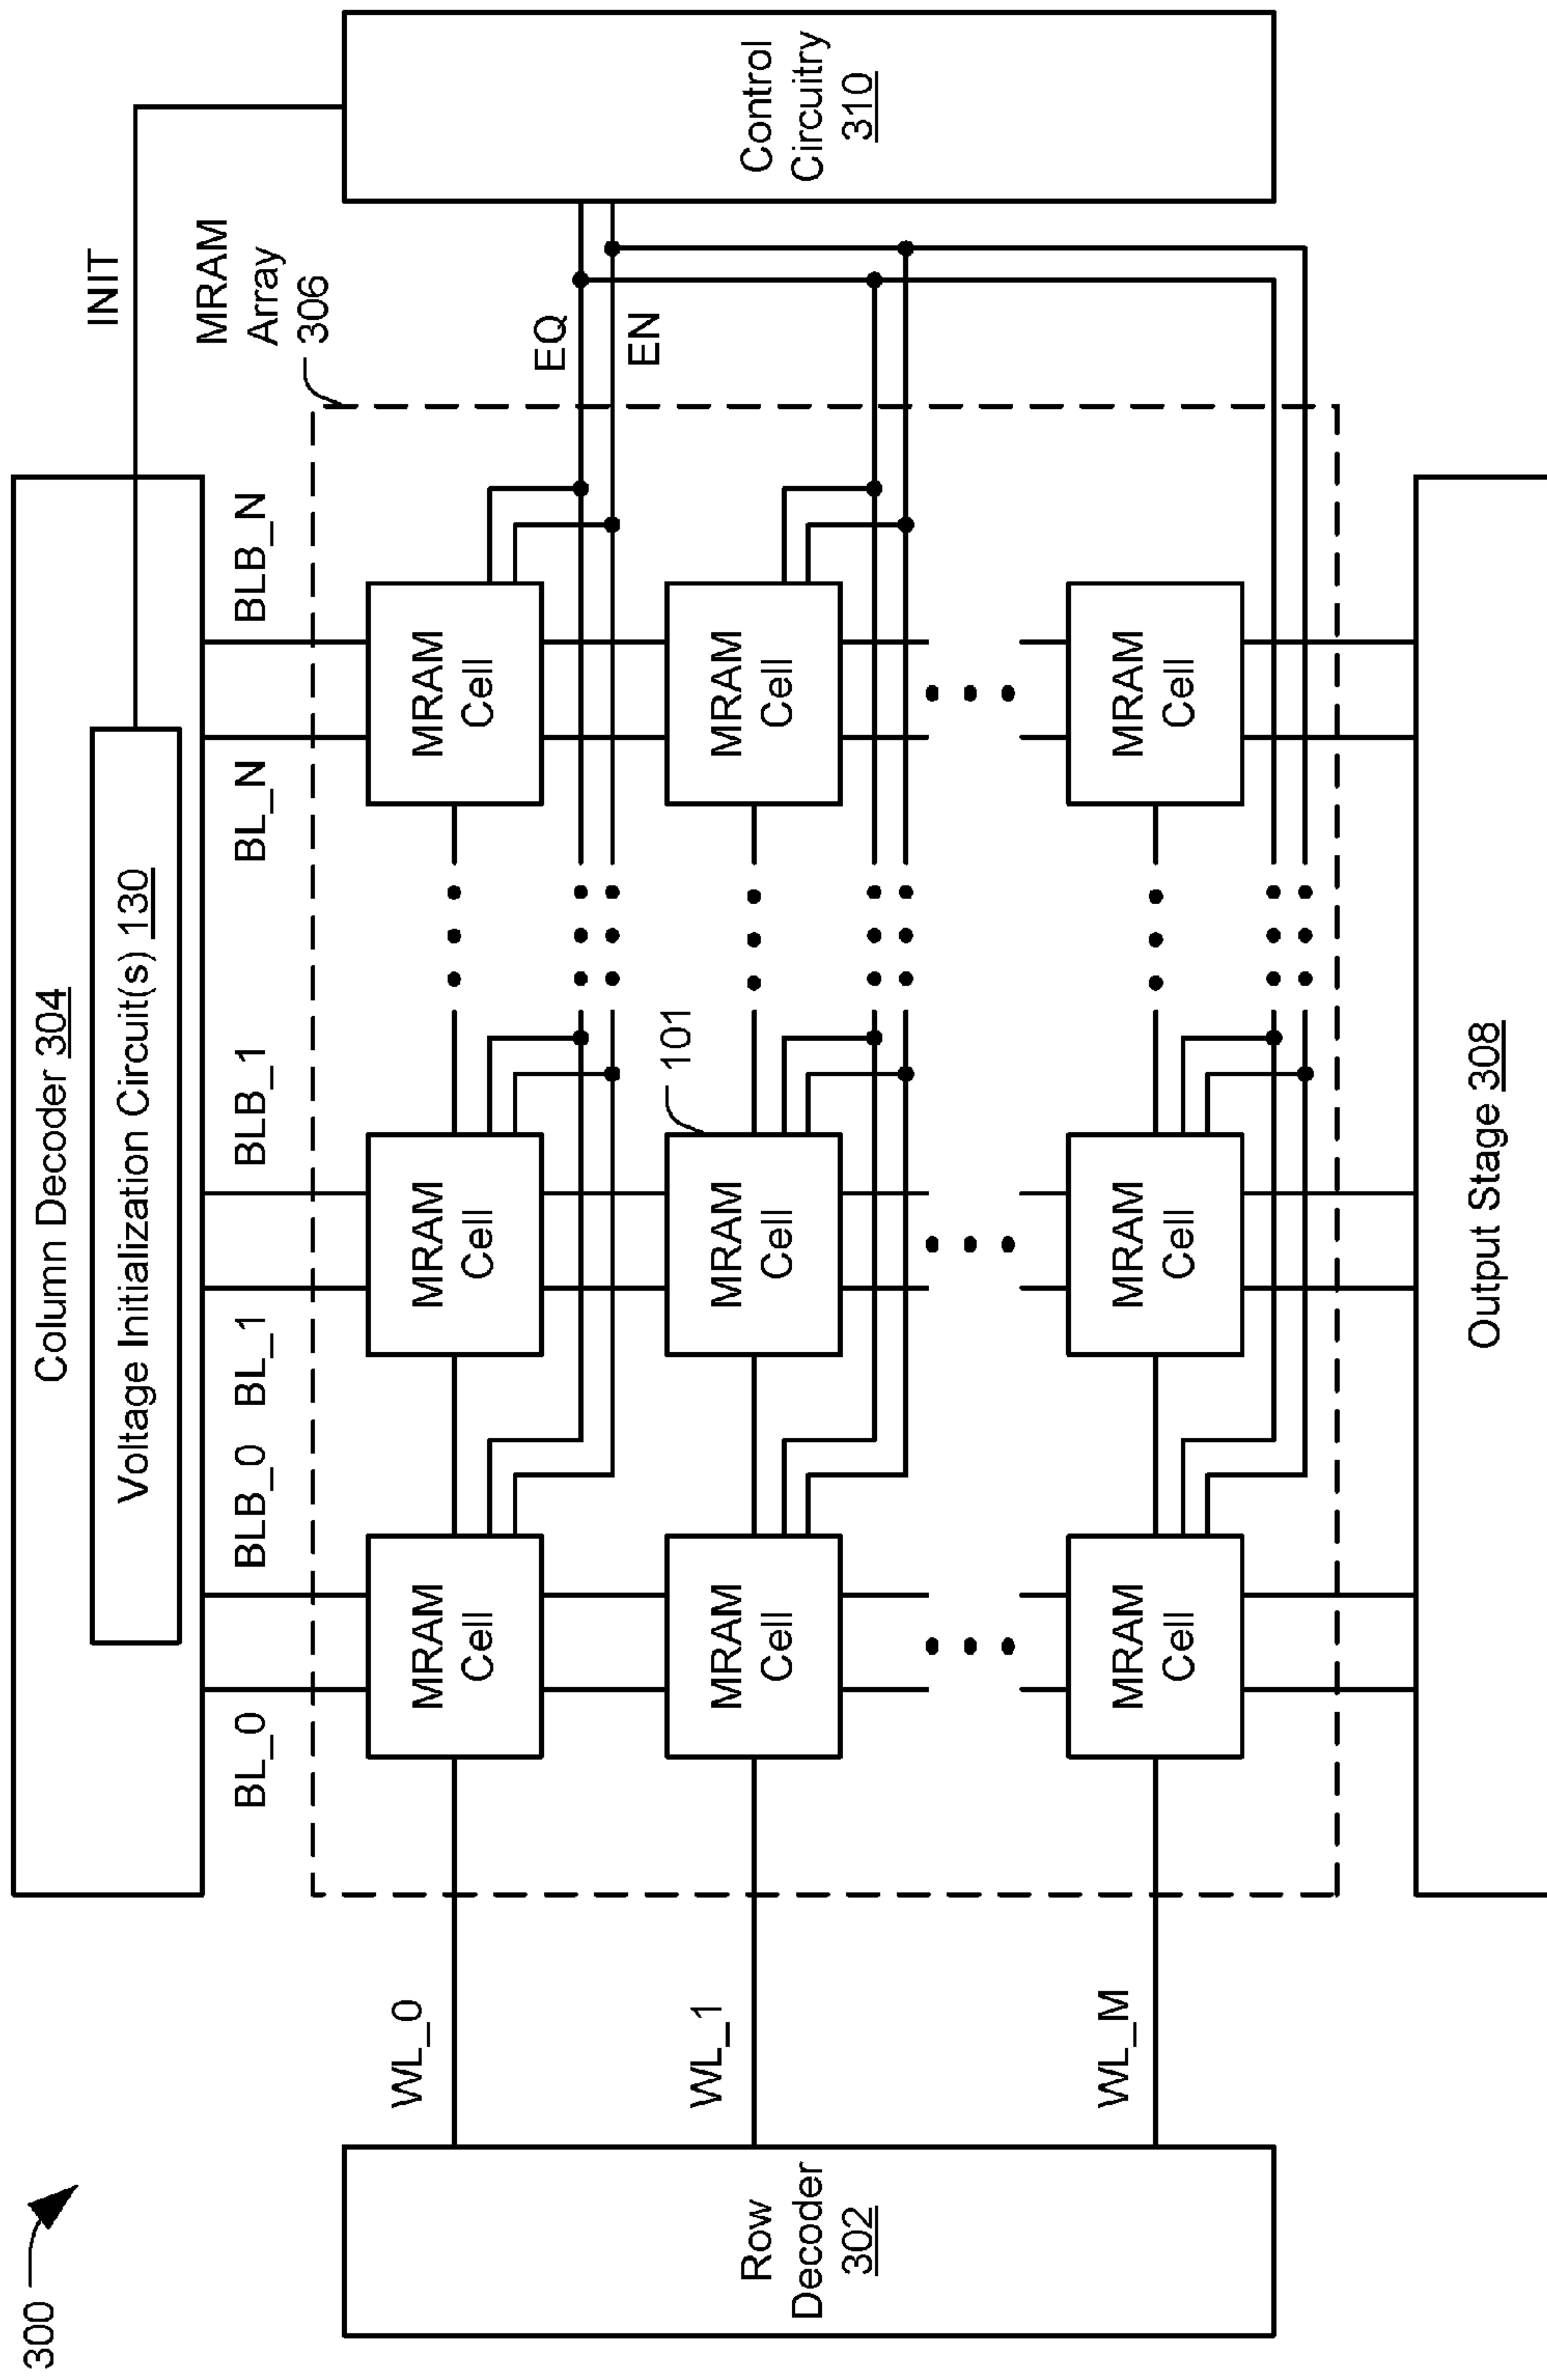 300
Column Decoder 304
Voltage Initialization Circuit(s) 130
INIT
BL_0
BLB_0
BL_1
BLB_1
BL_N
BLB_N
MRAM
Array
306
Row
Decoder
302
WL_0
WL_1
WL_M
MRAM
Cell
MRAM
Cell
MRAM
Cell
EQ
EN
MRAM
Cell
MRAM
Cell
101
MRAM
Cell
MRAM
Cell
MRAM
Cell
MRAM
Cell
Control
Circuitry
310
Output Stage 308